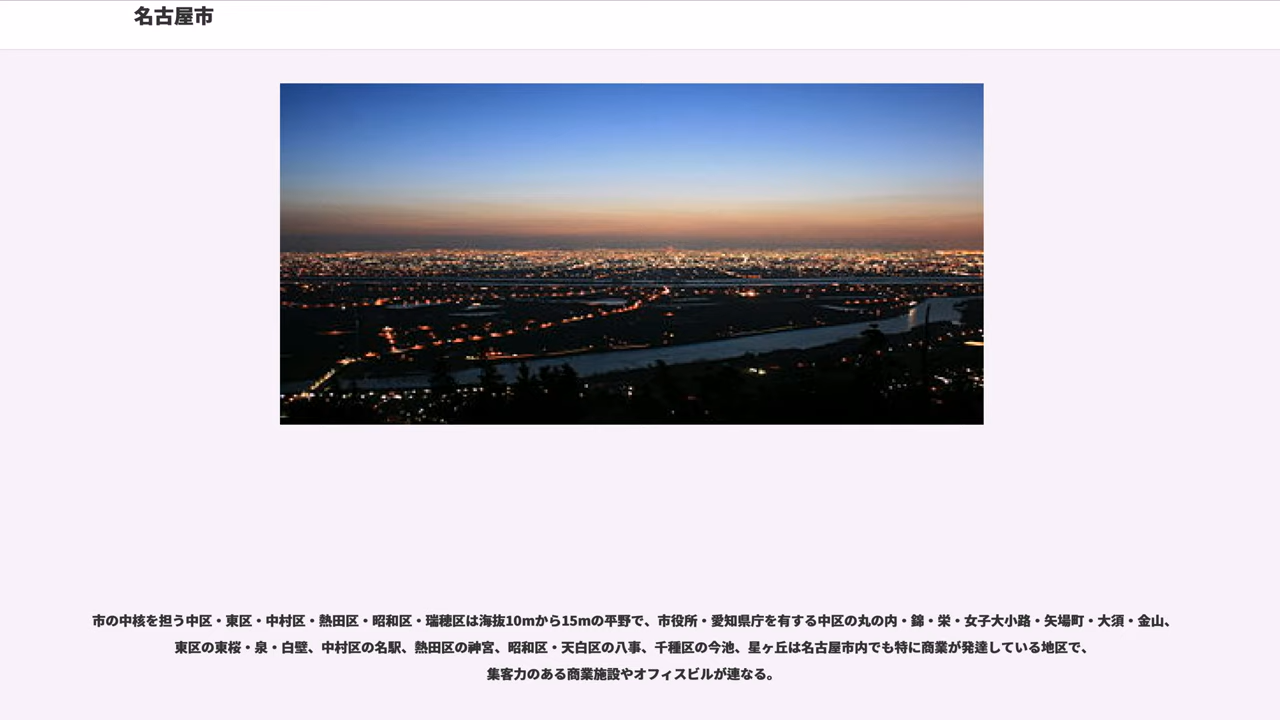 名古屋市
市の中核を担う中区・東区・中村区・熱田区・昭和区・瑞穂区は海抜10mから15mの平野で、市役所・愛知県庁を有する中区の丸の内・錦・栄・女子大小路・矢場町・大須・金山、
東区の東桜・泉・白壁、中村区の名駅、熱田区の神宮、昭和区・天白区の八事、千種区の今池、星ヶ丘は名古屋市内でも特に商業が発達している地区で、
集客力のある商業施設やオフィスビルが連なる。